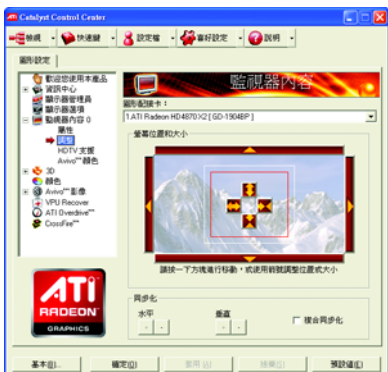 Catalyst Control Center
檢視 快速鍵 設定檔 喜好設定 說明
圖形設定
歡迎您使用本產品
資訊中心
顯示器管理員
顯示器選項
監視器內容 0
屬性
調整
HDTV 支援
Avivo™ 顏色
3D
顏色
Avivo™ 影像
VPU Recover
ATI Overdrive™
CrossFire™
ATI
RADEON
GRAPHICS
監視器內容
圖形配接卡：
1.ATI Radeon HD4870 X2 [ GD-1904BP ]
螢幕位置和大小
請按一下方塊進行移動，或使用箭號調整位置或大小
同步化
水平 垂直
複合同步化
基本(B)... 確定(O) 套用(A) 捨棄(S) 預設值(E)